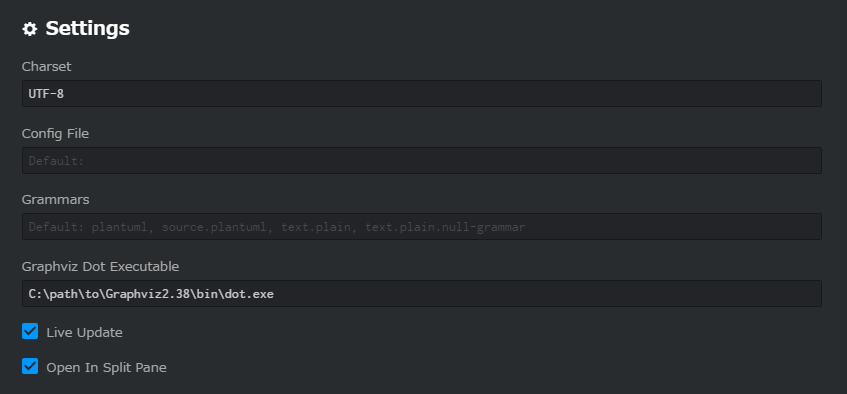 Settings
Charset
UTF-8
Config File
Default:
Grammars
Default: plantuml, source.plantuml, text.plain, text.plain.null-grammar
Graphviz Dot Executable
C:\path\to\Graphviz2.38\bin\dot.exe
Live Update
Open In Split Pane